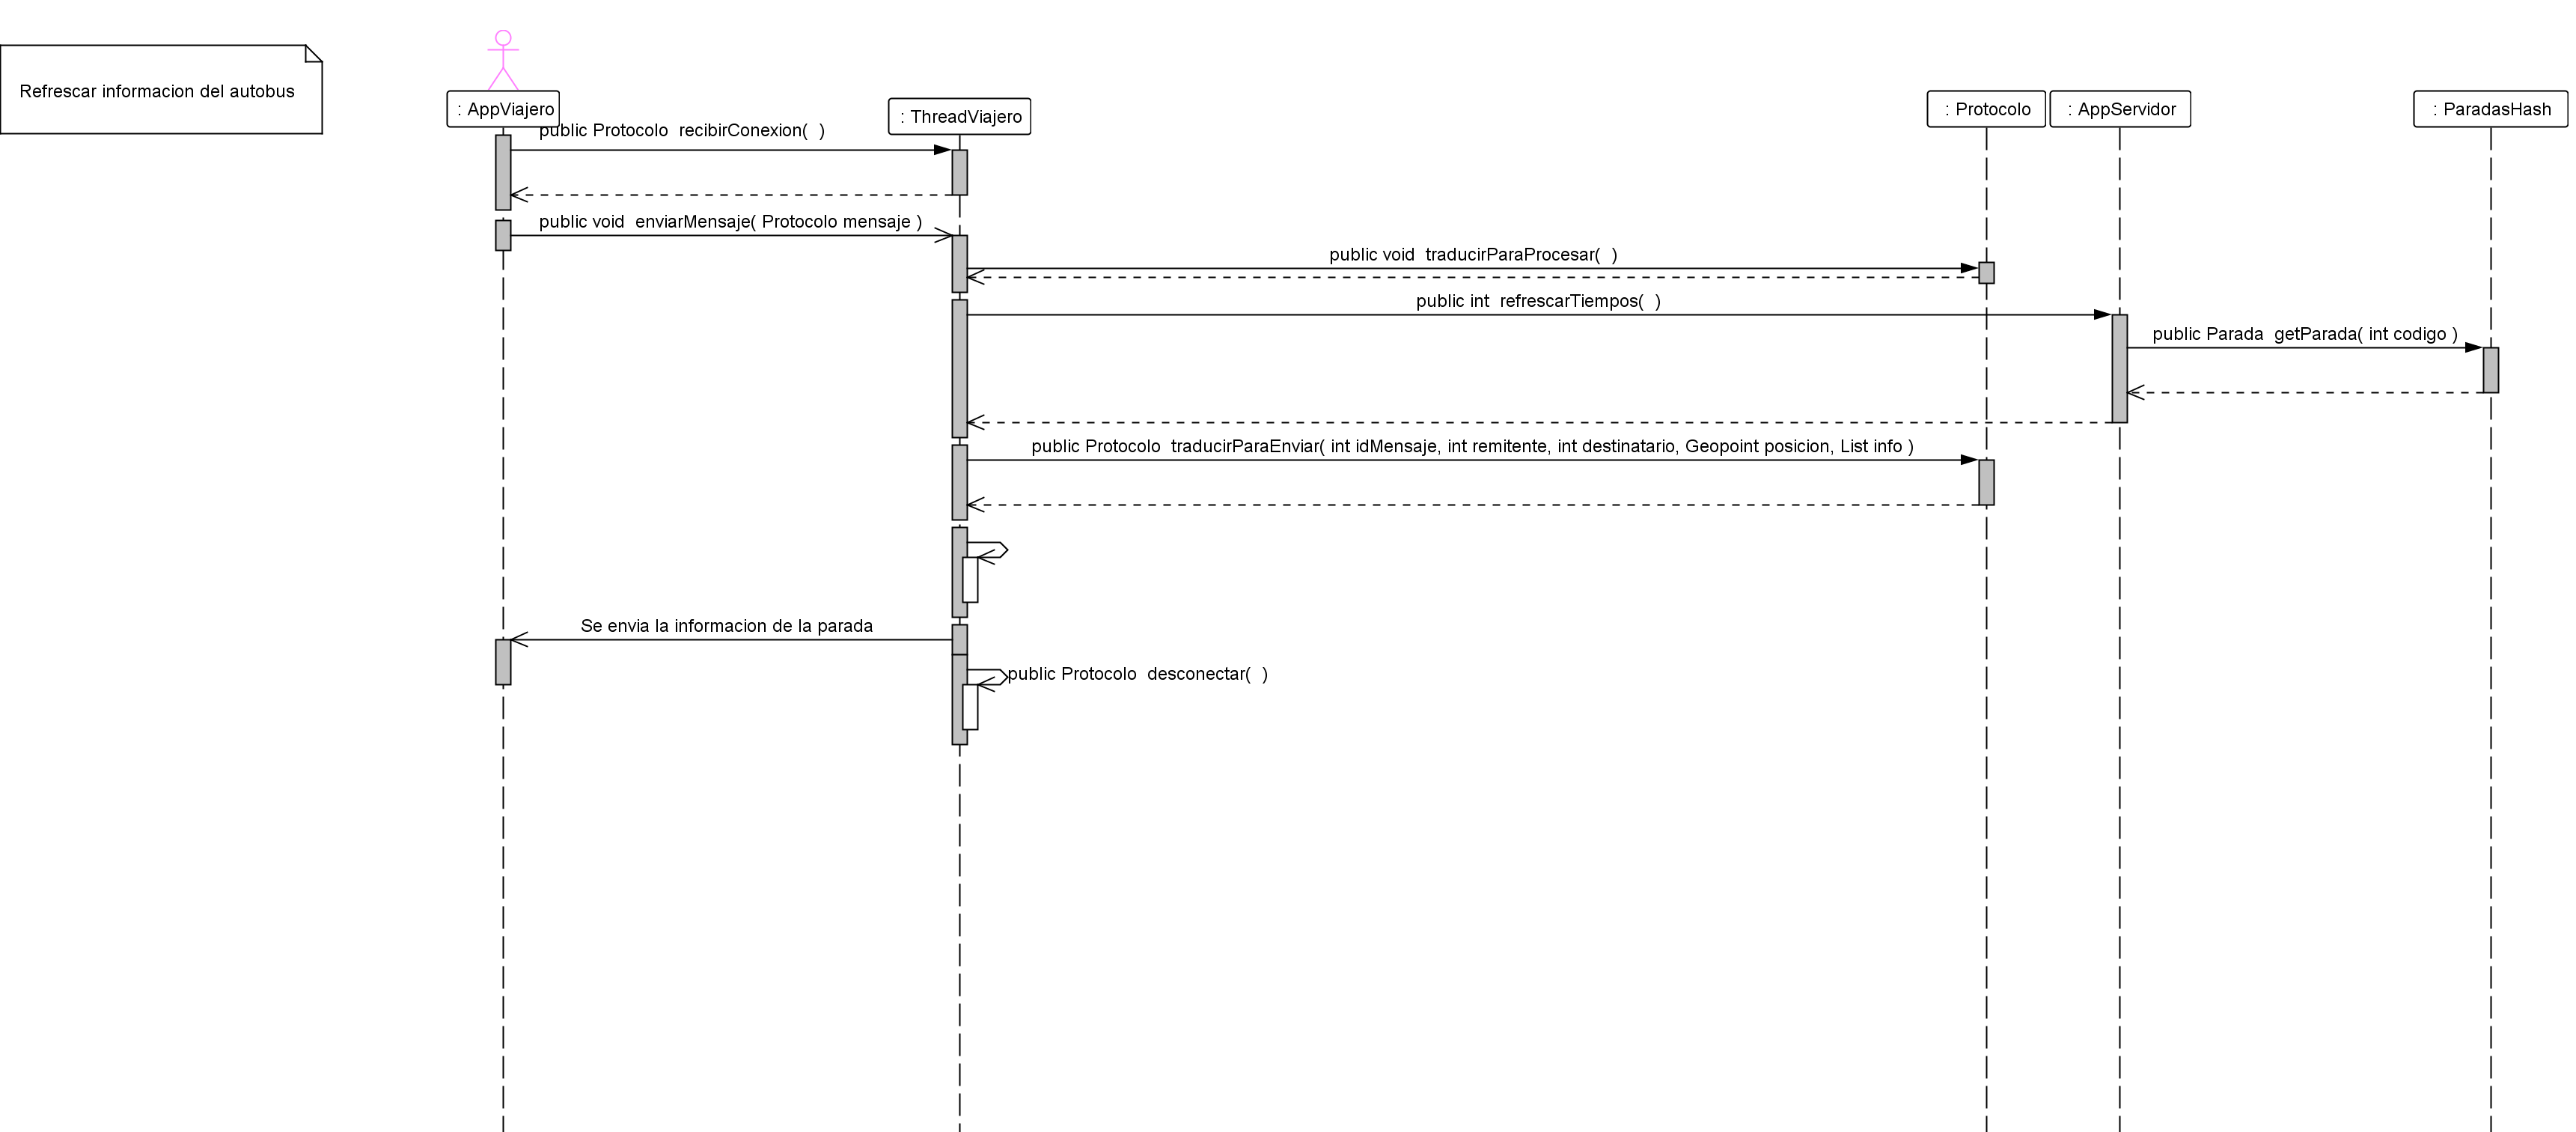 Refrescar informacion del autobus
: AppViajero
: ThreadViajero
: Protocolo
: AppServidor
: ParadasHash
public Protocolo  recibirConexion(  )
public void  enviarMensaje( Protocolo mensaje )
public void  traducirParaProcesar(  )
public int  refrescarTiempos(  )
public Parada  getParada( int codigo )
public Protocolo  traducirParaEnviar( int idMensaje, int remitente, int destinatario, Geopoint posicion, List info )
Se envia la informacion de la parada
public Protocolo  desconectar(  )